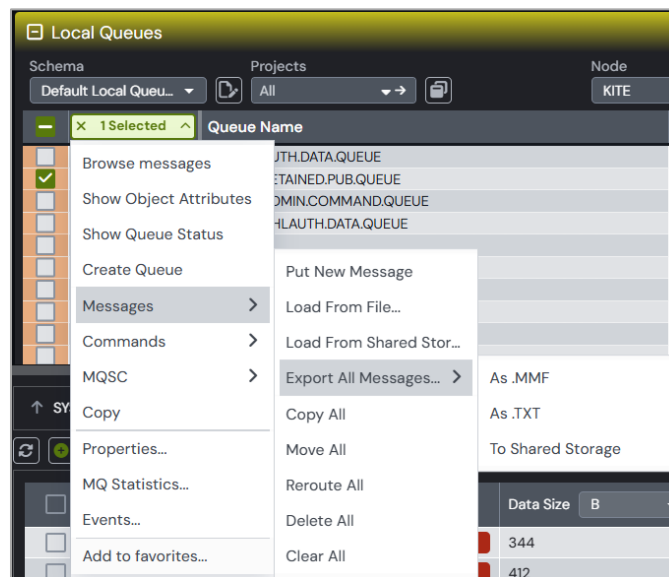 Local Queues
Schema
Projects
Node
Default Local Queu...
All
KITE
1 Selected
Queue Name
Browse messages
Show Object Attributes
Show Queue Status
Create Queue
Messages
Commands
MQSC
Copy
Properties...
MQ Statistics...
Events...
Add to favorites...
UTH.DATA.QUEUE
ETAINED.PUB.QUEUE
DMIN.COMMAND.QUEUE
HLAUTH.DATA.QUEUE
Put New Message
Load From File...
Load From Shared Stor...
Export All Messages...
Copy All
Move All
Reroute All
Delete All
Clear All
As .MMF
As .TXT
To Shared Storage
SY
Data Size
B
344
412